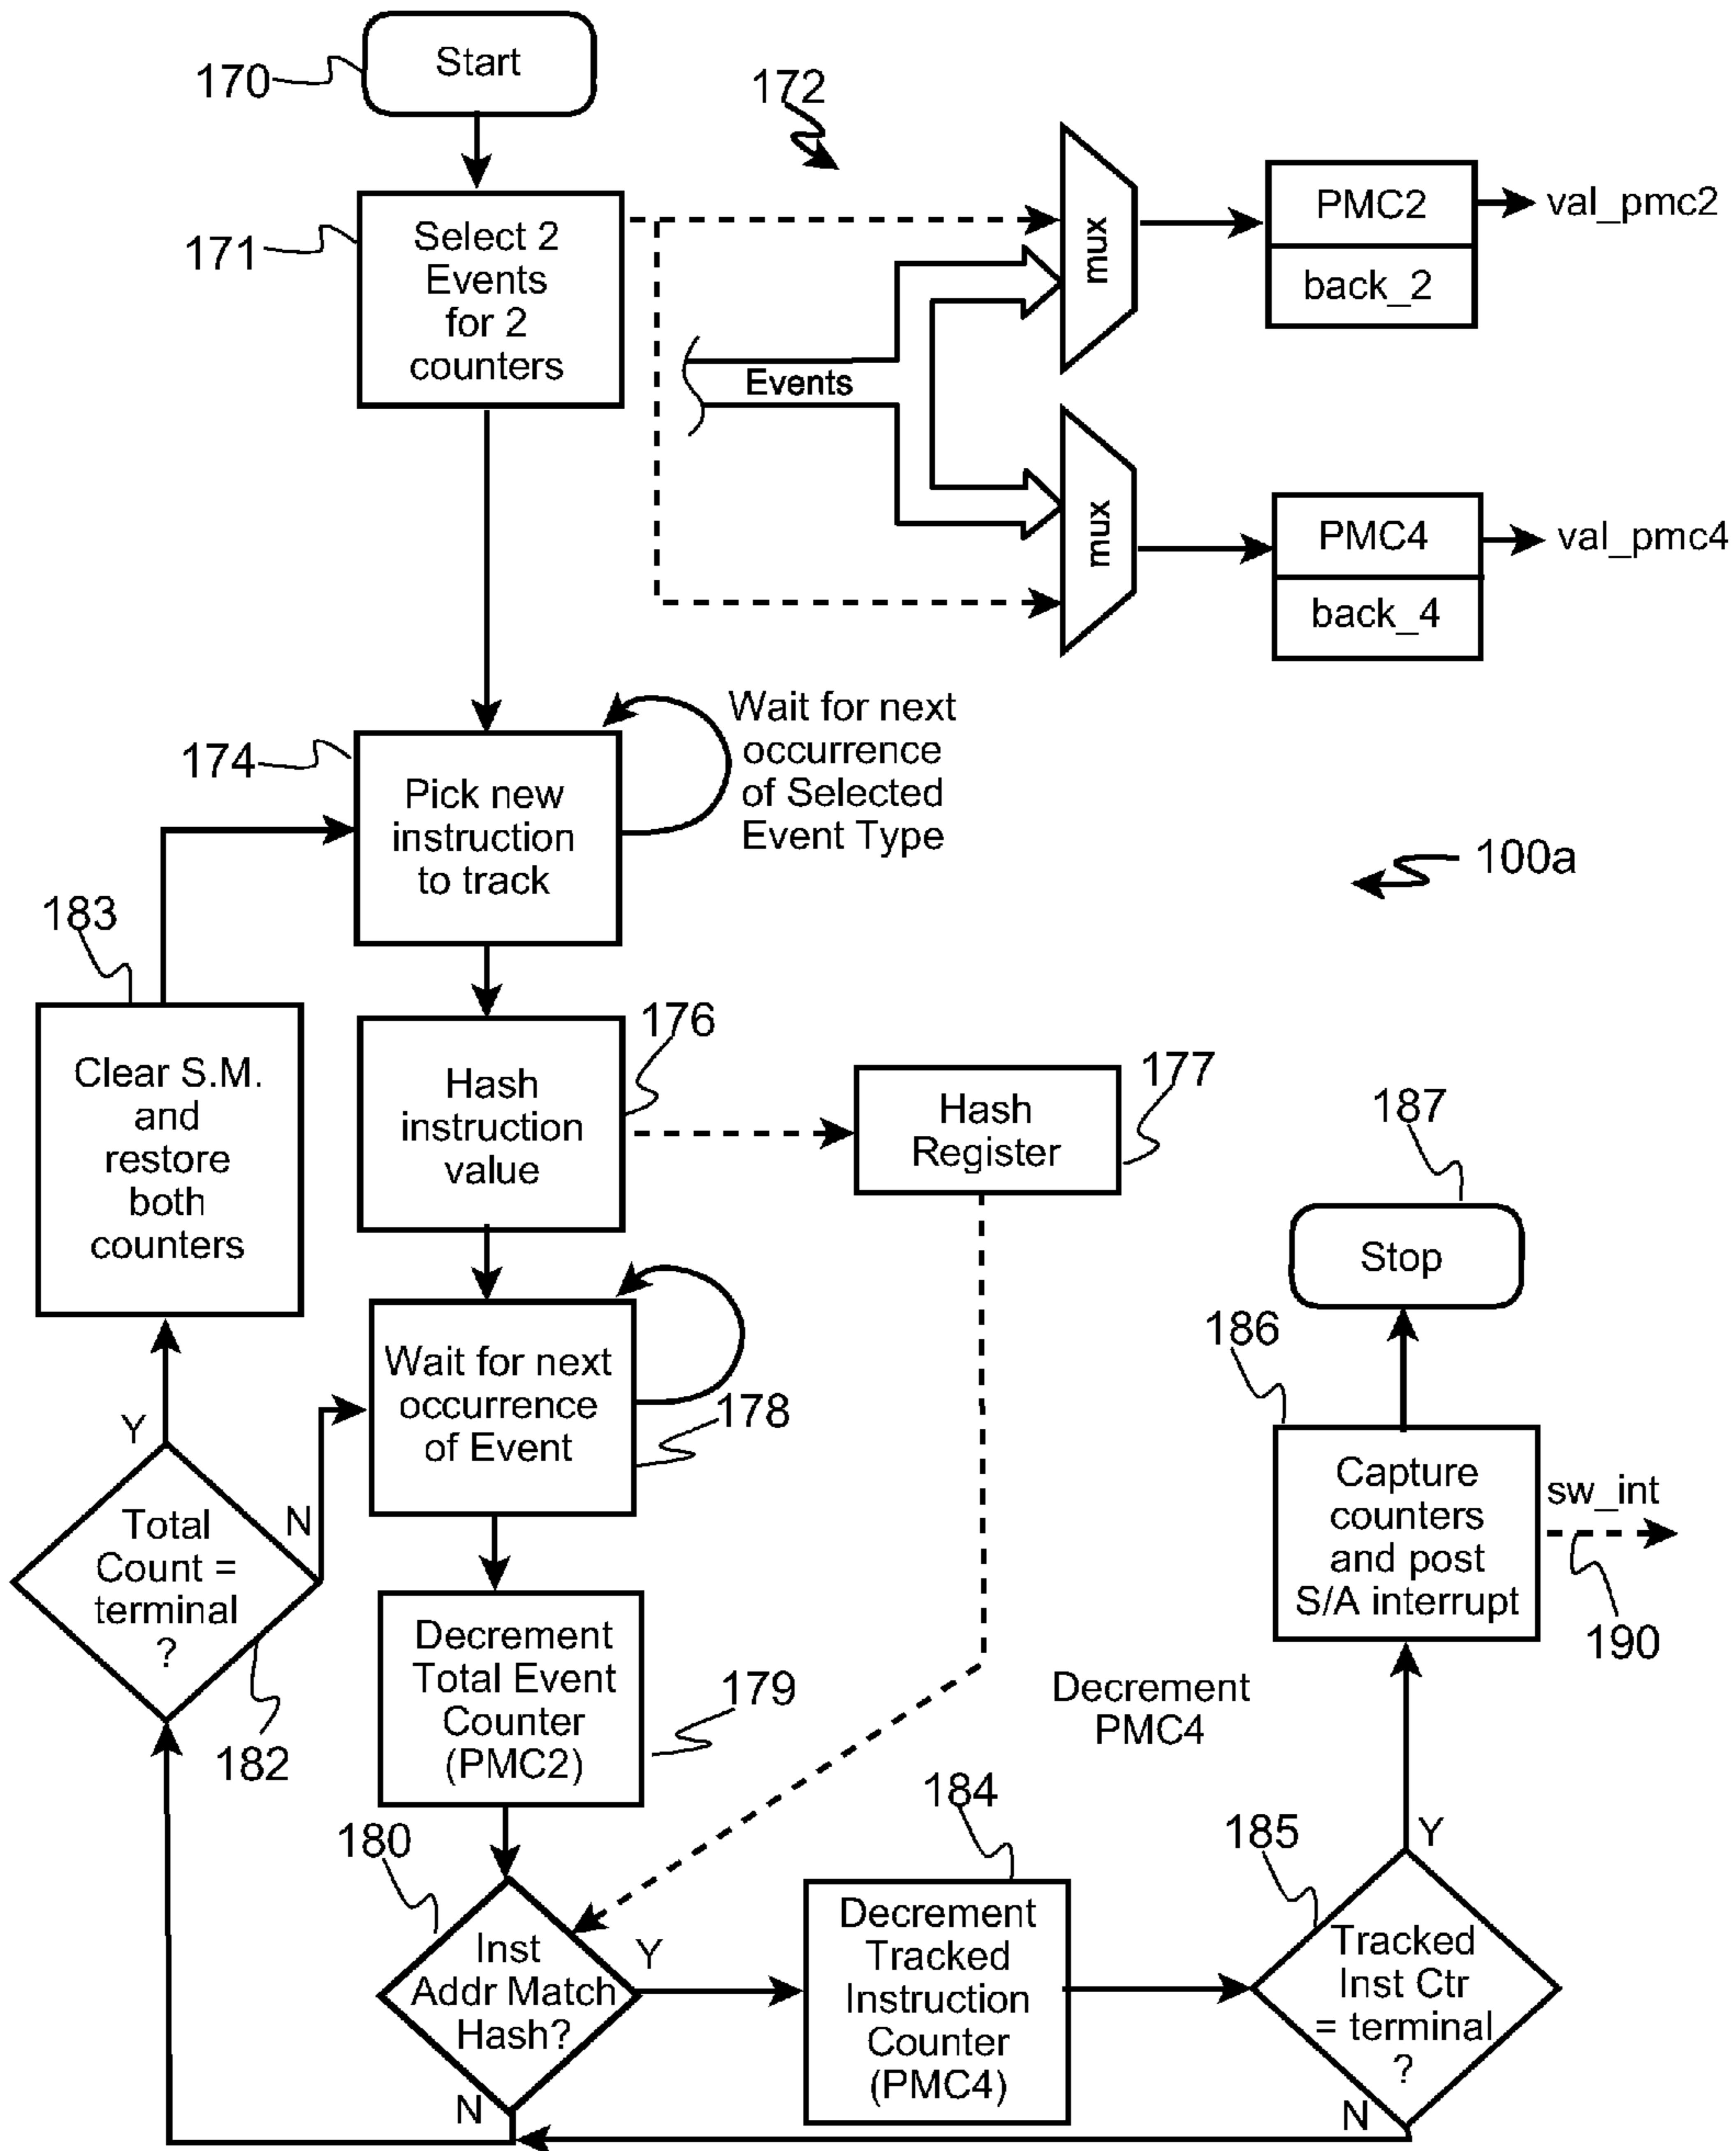 170
Start
172
171
Select 2
Events
for 2
counters
mux
PMC2
back_2
val_pmc2
Events
mux
PMC4
back_4
val_pmc4
174
Pick new
instruction
to track
Wait for next
occurrence
of Selected
Event Type
100a
183
Clear S.M.
and
restore
both
counters
176
Hash
instruction
value
177
Hash
Register
187
Stop
178
Wait for next
occurrence
of Event
186
Capture
counters
and post
S/A interrupt
sw_int
190
Y
N
Total
Count =
terminal
?
182
179
Decrement
Total Event
Counter
(PMC2)
Decrement
PMC4
180
Inst
Addr Match
Hash?
Y
N
184
Decrement
Tracked
Instruction
Counter
(PMC4)
185
Y
Tracked
Inst Ctr
= terminal
?
N